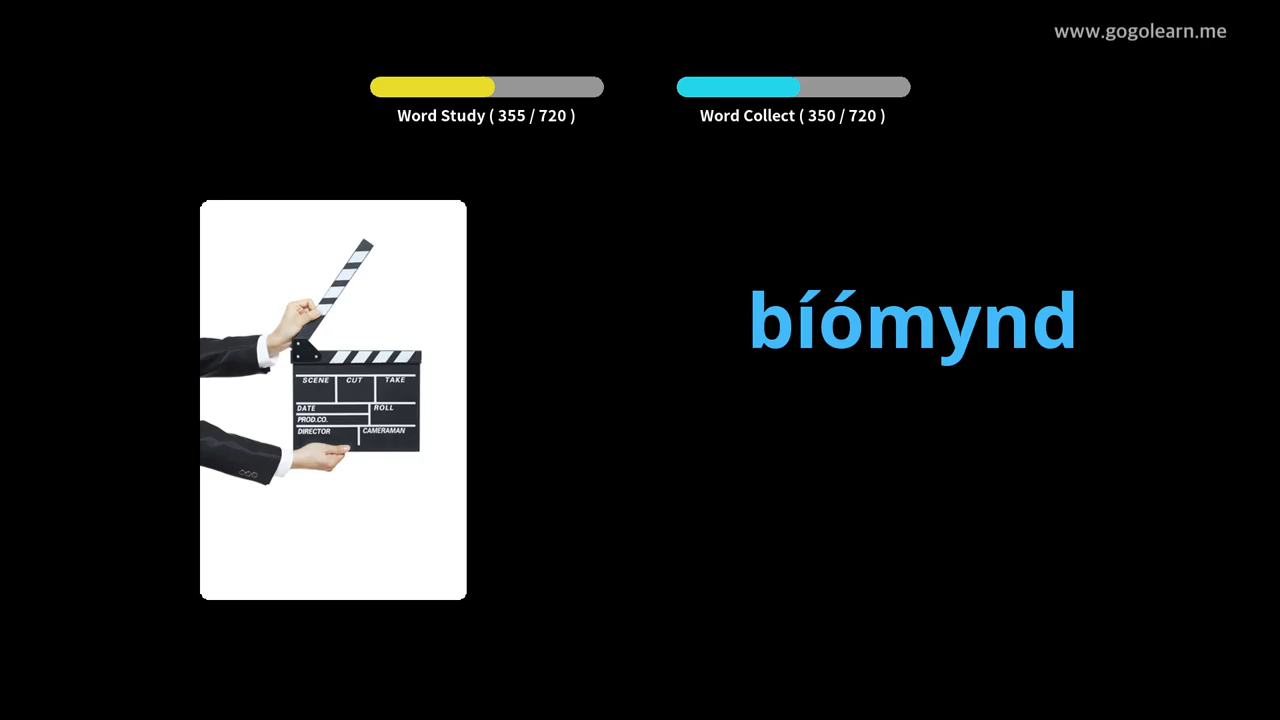 www.gogolearn.me
Word Study ( 355 / 720 )
Word Collect ( 350 / 720 )
bíómynd
SCENE CUT TAKE
DATE ROLL
PROD.CO.
DIRECTOR CAMERAMAN